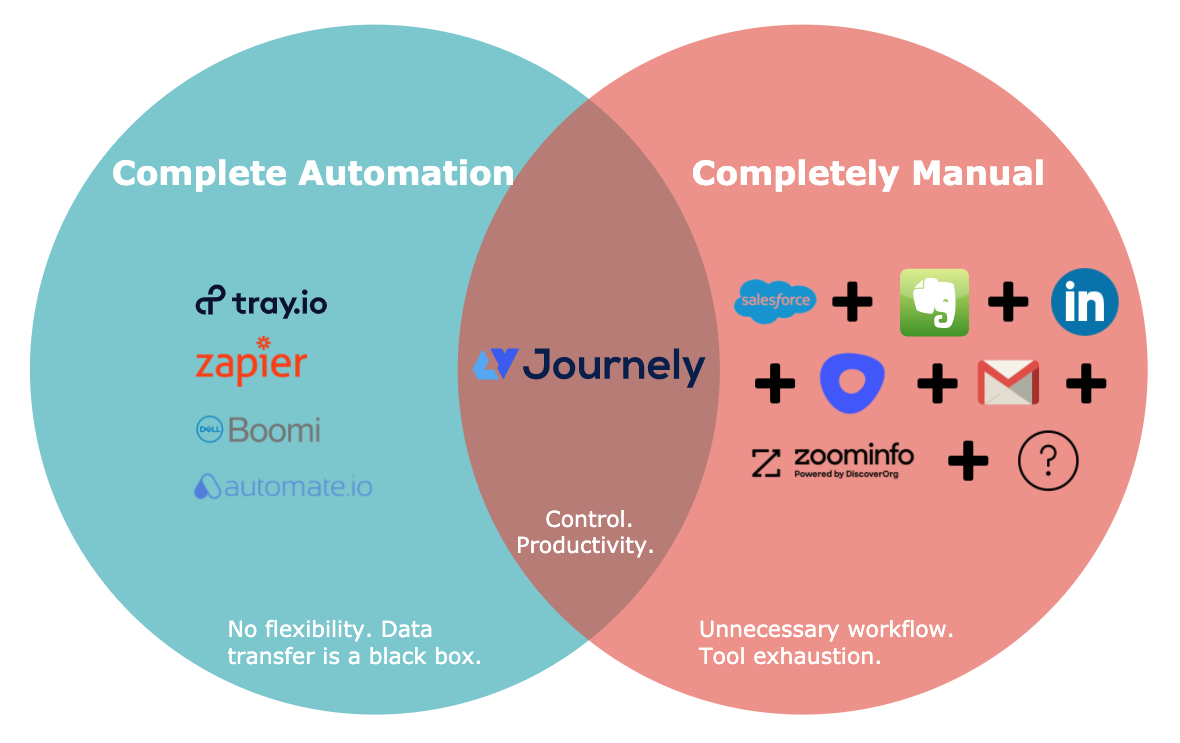 Complete Automation
Completely Manual
tray.io
zapier
DELL Boomi
automate.io
Journely
salesforce
in
zoominfo
Powered by DiscoverOrg
?
Control.
Productivity.
No flexibility. Data
transfer is a black box.
Unnecessary workflow.
Tool exhaustion.